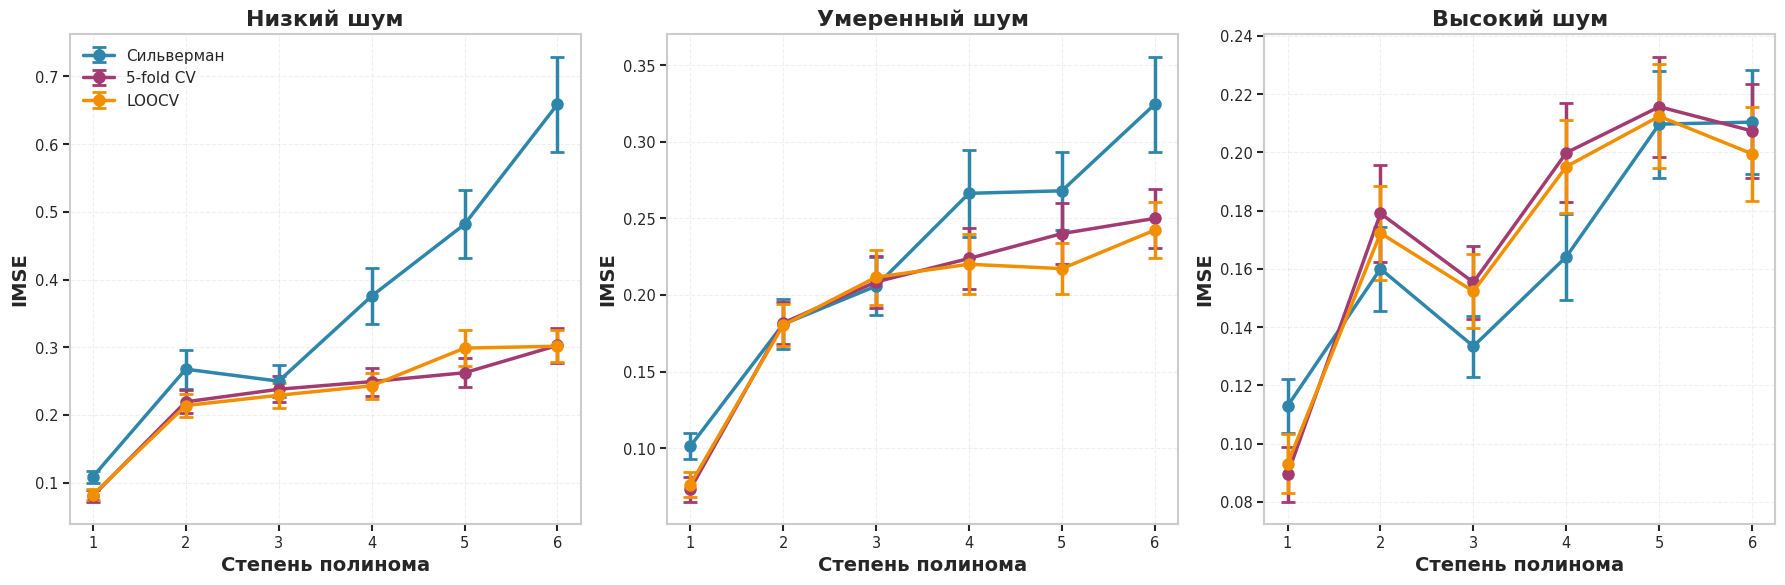 Низкий шум
IMSE
0.7
0.6
0.5
0.4
0.3
0.2
0.1
Сильверман
5-fold CV
LOOCV
1 2 3 4 5 6
Степень полинома
Умеренный шум
IMSE
0.35
0.30
0.25
0.20
0.15
0.10
1 2 3 4 5 6
Степень полинома
Высокий шум
IMSE
0.24
0.22
0.20
0.18
0.16
0.14
0.12
0.10
0.08
1 2 3 4 5 6
Степень полинома